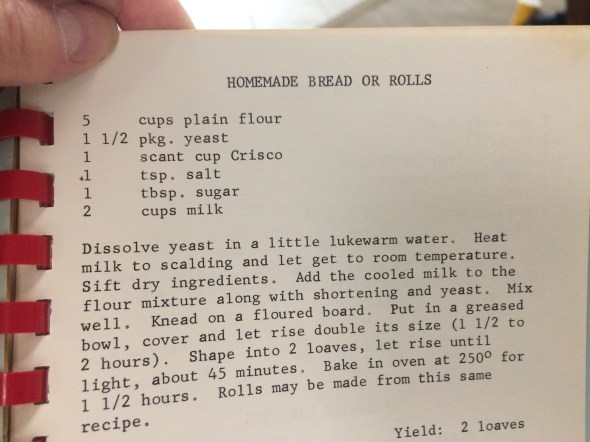 HOMEMADE BREAD OR ROLLS
5 cups plain flour
1 1/2 pkg. yeast
1 scant cup Crisco
1 tsp. salt
1 tbsp. sugar
2 cups milk
Dissolve yeast in a little lukewarm water. Heat
milk to scalding and let get to room temperature.
Sift dry ingredients. Add the cooled milk to the
flour mixture along with shortening and yeast. Mix
well. Knead on a floured board. Put in a greased
bowl, cover and let rise double its size (1 1/2 to
2 hours). Shape into 2 loaves, let rise until
light, about 45 minutes. Bake in oven at 250° for
1 1/2 hours. Rolls may be made from this same
recipe.
Yield: 2 loaves